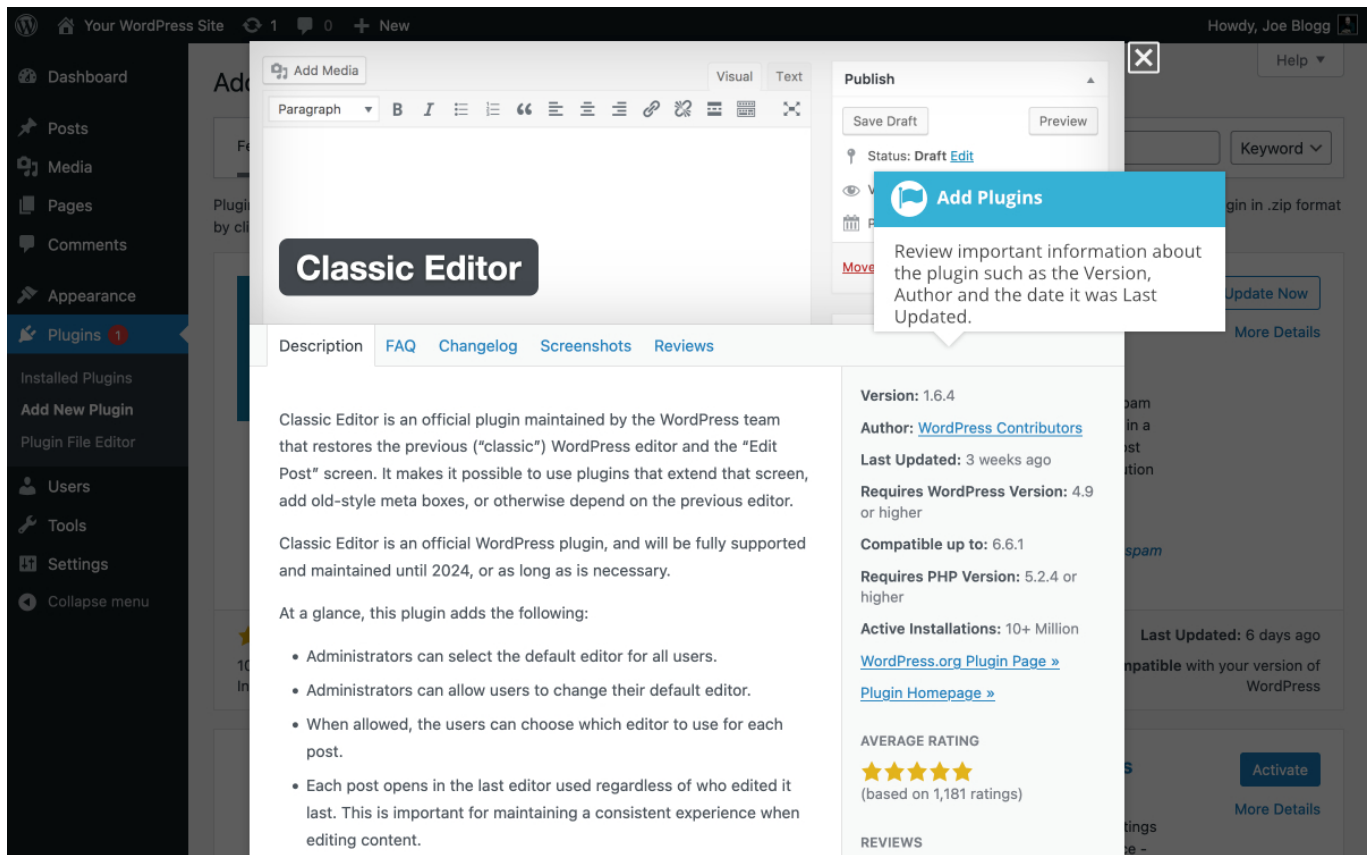 Your WordPress Site 1 0 New
Howdy, Joe Blogg
Dashboard
Posts
Media
Pages
Comments
Appearance
Plugins 1
Installed Plugins
Add New Plugin
Plugin File Editor
Users
Tools
Settings
Collapse menu
Help
Keyword
by
gin in .zip format
Update Now
More Details
in a
spam
Last Updated: 6 days ago
with your version of
WordPress
Activate
More Details
Add Media
Visual Text
Paragraph
B I
Classic Editor
Publish
Save Draft Preview
Status: Draft Edit
Move
Add Plugins
Review important information about
the plugin such as the Version,
Author and the date it was Last
Updated.
Description FAQ Changelog Screenshots Reviews
Classic Editor is an official plugin maintained by the WordPress team
that restores the previous (“classic”) WordPress editor and the “Edit
Post” screen. It makes it possible to use plugins that extend that screen,
add old-style meta boxes, or otherwise depend on the previous editor.
Classic Editor is an official WordPress plugin, and will be fully supported
and maintained until 2024, or as long as is necessary.
At a glance, this plugin adds the following:
• Administrators can select the default editor for all users.
• Administrators can allow users to change their default editor.
• When allowed, the users can choose which editor to use for each
post.
• Each post opens in the last editor used regardless of who edited it
last. This is important for maintaining a consistent experience when
editing content.
Version: 1.6.4
Author: WordPress Contributors
Last Updated: 3 weeks ago
Requires WordPress Version: 4.9
or higher
Compatible up to: 6.6.1
Requires PHP Version: 5.2.4 or
higher
Active Installations: 10+ Million
WordPress.org Plugin Page »
Plugin Homepage »
AVERAGE RATING
(based on 1,181 ratings)
REVIEWS